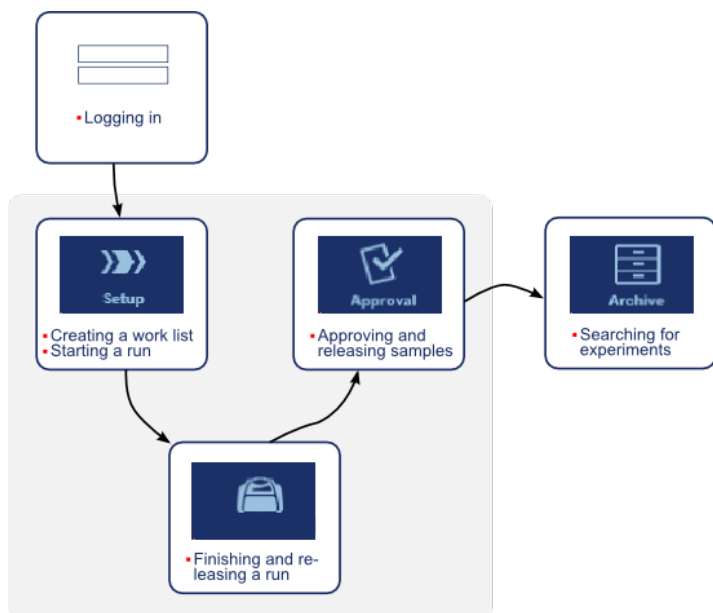 Logging in
Setup
Creating a work list
Starting a run
Approval
Approving and
releasing samples
Archive
Searching for
experiments
Finishing and re-
leasing a run